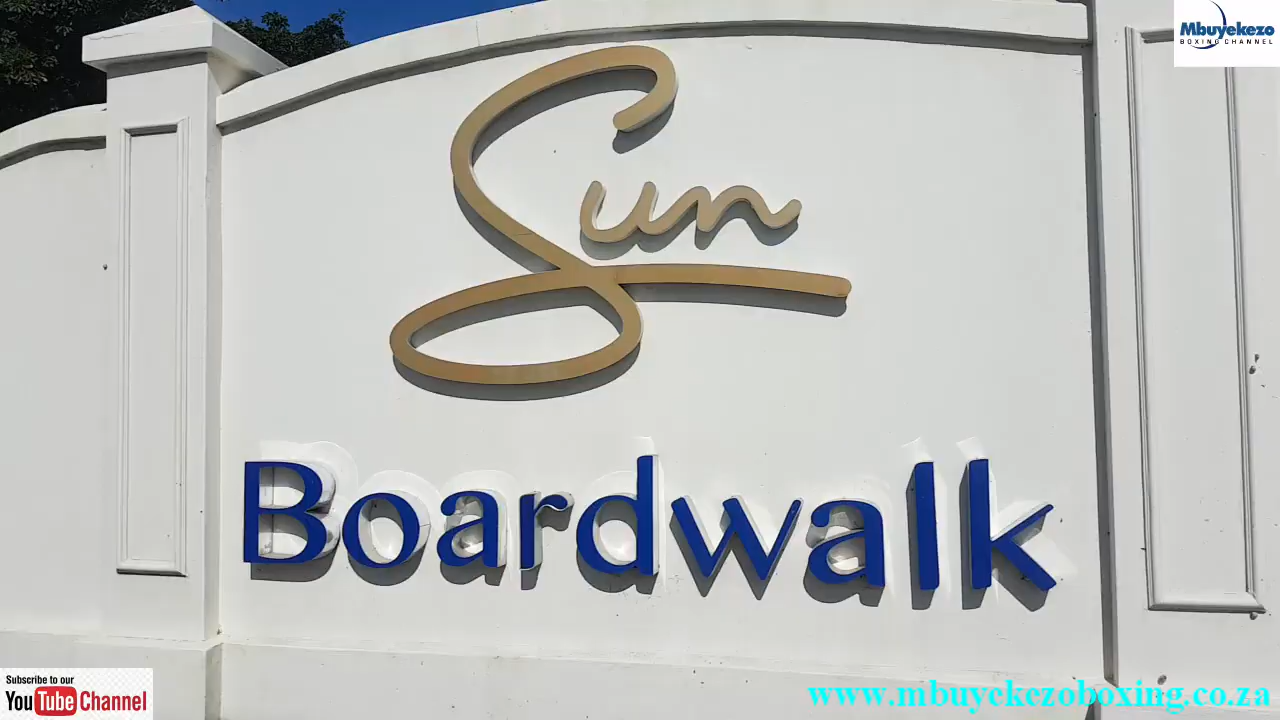 Mbuyekezo
BOXING CHANNEL
Sun
Boardwalk
Subscribe to our
YouTube Channel
www.mbuyekezoboxing.co.za